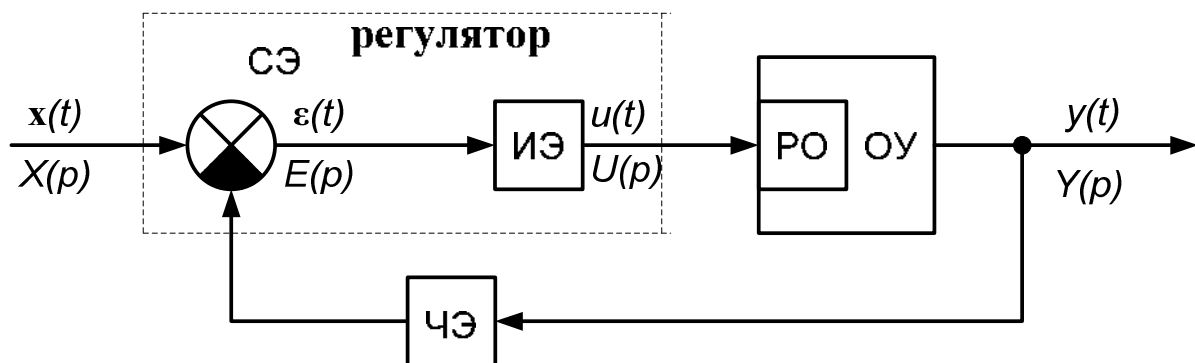 регулятор
СЭ
x(t)
X(p)
ε(t)
E(p)
ИЭ
u(t)
U(p)
РО
ОУ
y(t)
Y(p)
ЧЭ